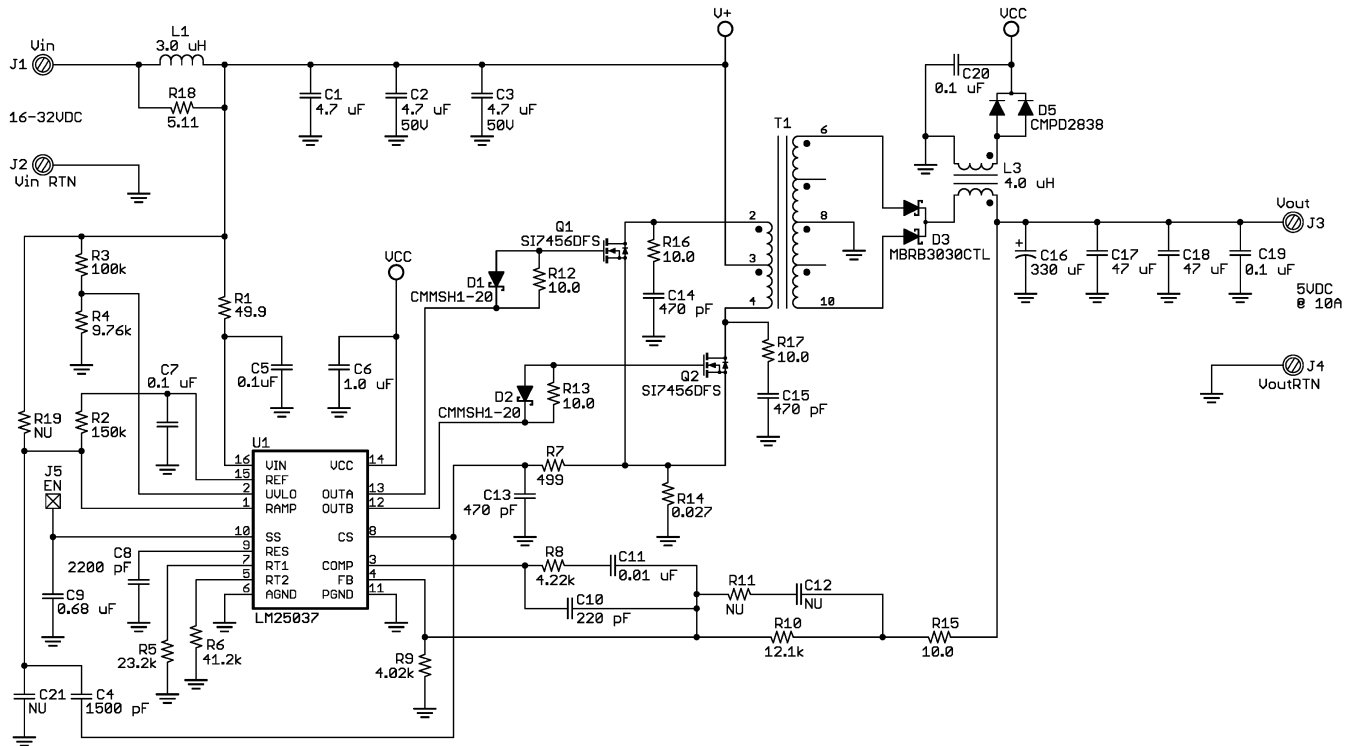 Vin
J1
L1
3.0 uH
R18
5.11
16-32VDC
J2
Vin RTN
C1
4.7 uF
C2
4.7 uF
50V
C3
4.7 uF
50V
V+
VCC
C20
0.1 uF
D5
CMPD2838
L3
4.0 uH
T1
6
8
10
2
3
4
D3
MBRB3030CTL
Vout
J3
C16
+
330 uF
C17
47 uF
C18
47 uF
C19
0.1 uF
5VDC
@ 10A
J4
VoutRTN
R3
100k
R4
9.76k
R1
49.9
VCC
Q1
SI7456DFS
D1
CMMSH1-20
R12
10.0
R16
10.0
C14
470 pF
R17
10.0
C15
470 pF
Q2
SI7456DFS
D2
CMMSH1-20
R13
10.0
C7
0.1 uF
C5
0.1uF
C6
1.0 uF
R19
NU
R2
150k
J5
EN
U1
16 VIN VCC 14
15 REF
2 UVLO OUTA 13
1 RAMP OUTB 12
10 SS CS 8
9 RES
7 RT1 COMP 3
5 RT2 FB 4
6 AGND PGND 11
LM25037
R7
499
C13
470 pF
R14
0.027
C8
2200 pF
C9
0.68 uF
R5
23.2k
R6
41.2k
R8
4.22k
C11
0.01 uF
C10
220 pF
R11
NU
C12
NU
R10
12.1k
R15
10.0
R9
4.02k
C21
NU
C4
1500 pF